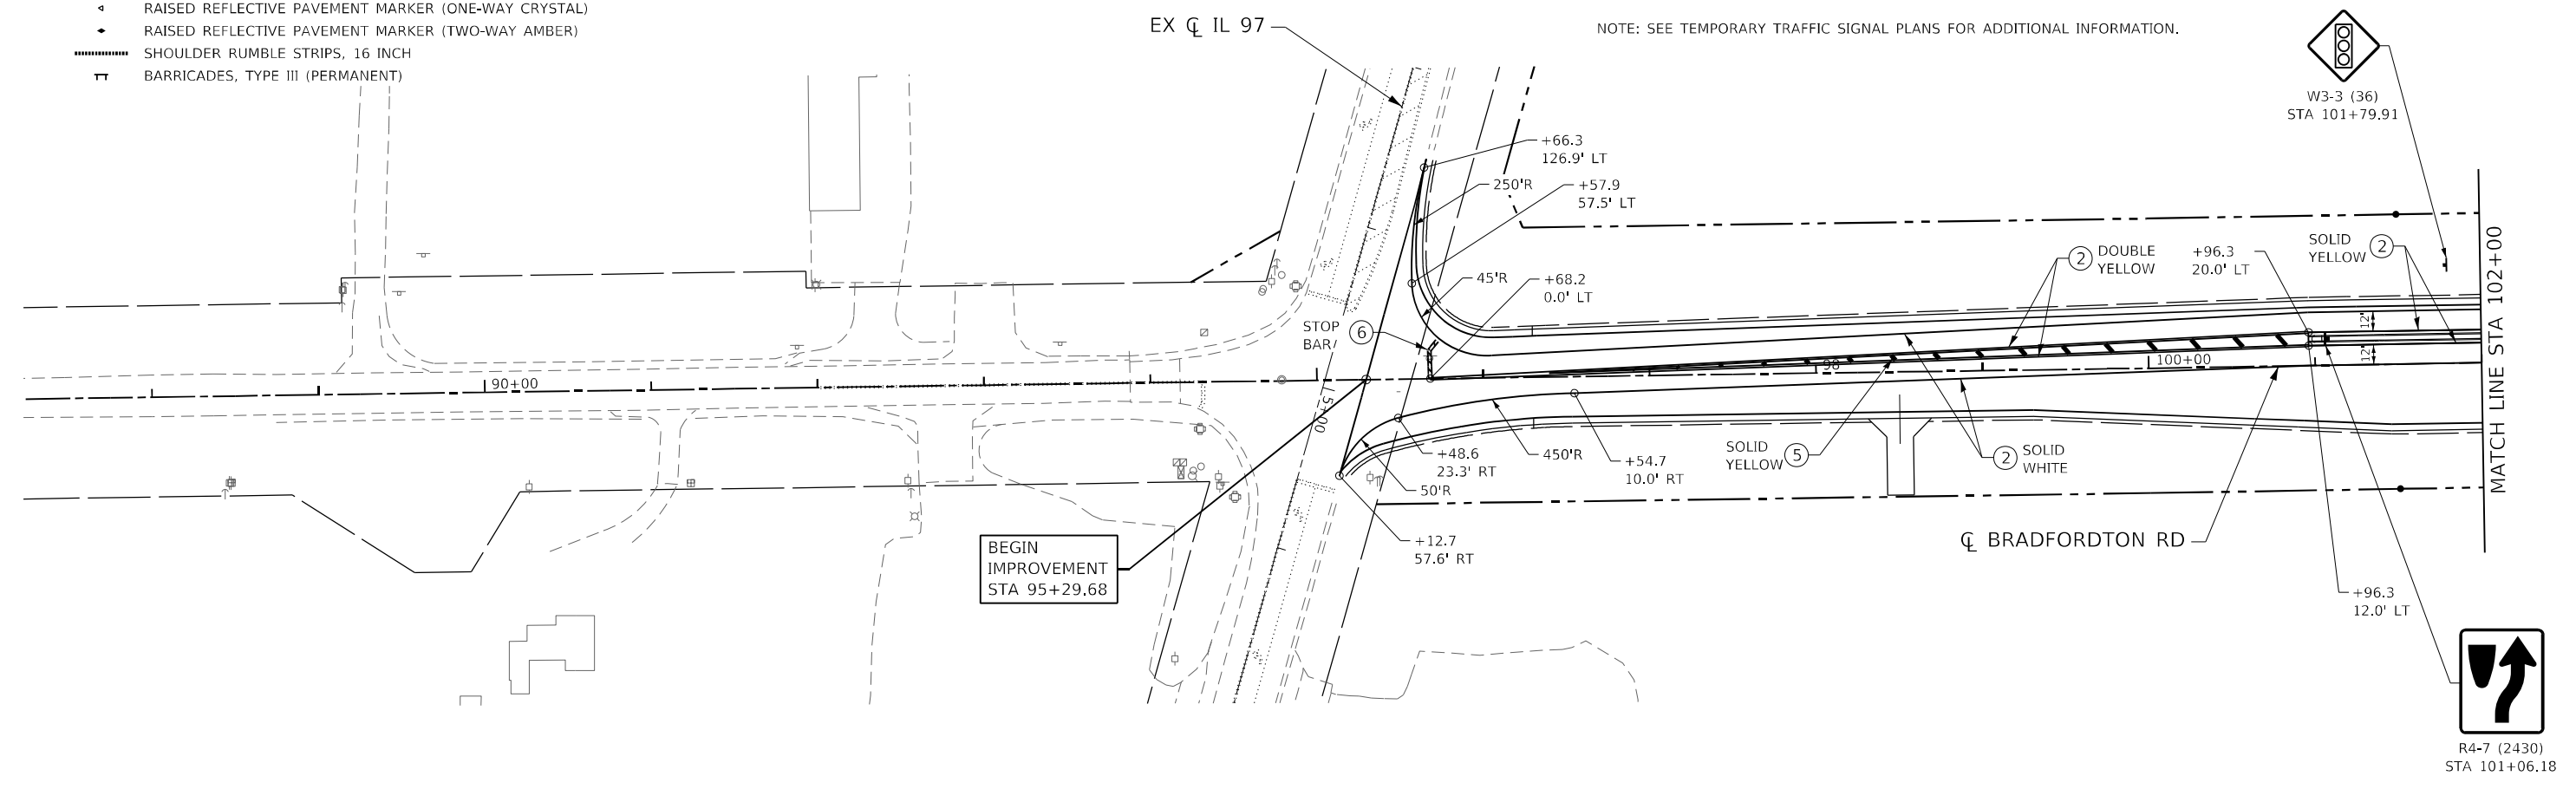 RAISED REFLECTIVE PAVEMENT MARKER (ONE-WAY CRYSTAL)
RAISED REFLECTIVE PAVEMENT MARKER (TWO-WAY AMBER)
SHOULDER RUMBLE STRIPS, 16 INCH
BARRICADES, TYPE III (PERMANENT)
EX ℄ IL 97
NOTE: SEE TEMPORARY TRAFFIC SIGNAL PLANS FOR ADDITIONAL INFORMATION.
W3-3 (36)
STA 101+79.91
+66.3
126.9' LT
250'R
+57.9
57.5' LT
45'R
+68.2
0.0' LT
STOP
BAR
6
2 DOUBLE
YELLOW
+96.3
20.0' LT
SOLID
YELLOW 2
12'
12'
MATCH LINE STA 102+00
90+00
98
100+00
5+00
+48.6
23.3' RT
450'R
50'R
+54.7
10.0' RT
SOLID
YELLOW 5
2 SOLID
WHITE
+12.7
57.6' RT
℄ BRADFORDTON RD
BEGIN
IMPROVEMENT
STA 95+29.68
+96.3
12.0' LT
R4-7 (2430)
STA 101+06.18